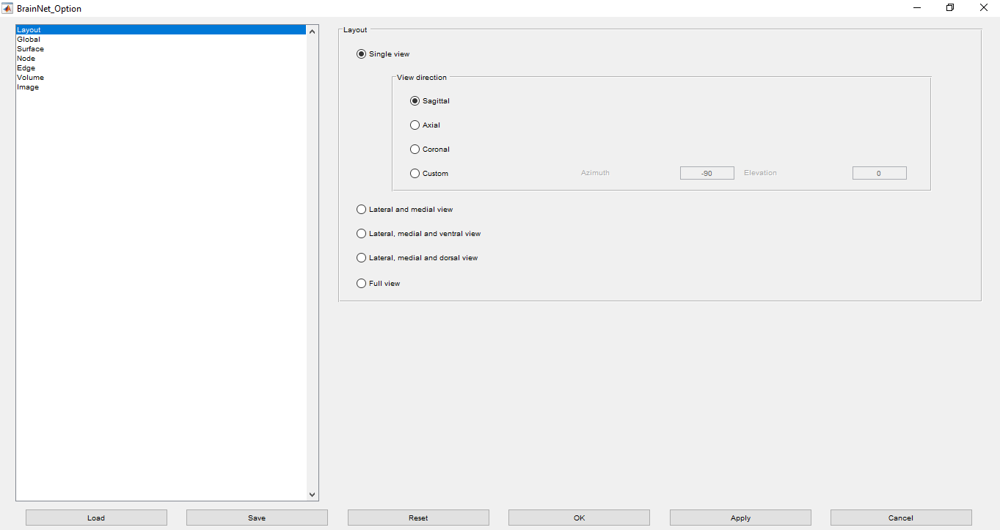 BrainNet_Option
Layout
Global
Surface
Node
Edge
Volume
Image
Layout
Single view
View direction
Sagittal
Axial
Coronal
Custom Azimuth -90 Elevation 0
Lateral and medial view
Lateral, medial and ventral view
Lateral, medial and dorsal view
Full view
Load Save Reset OK Apply Cancel